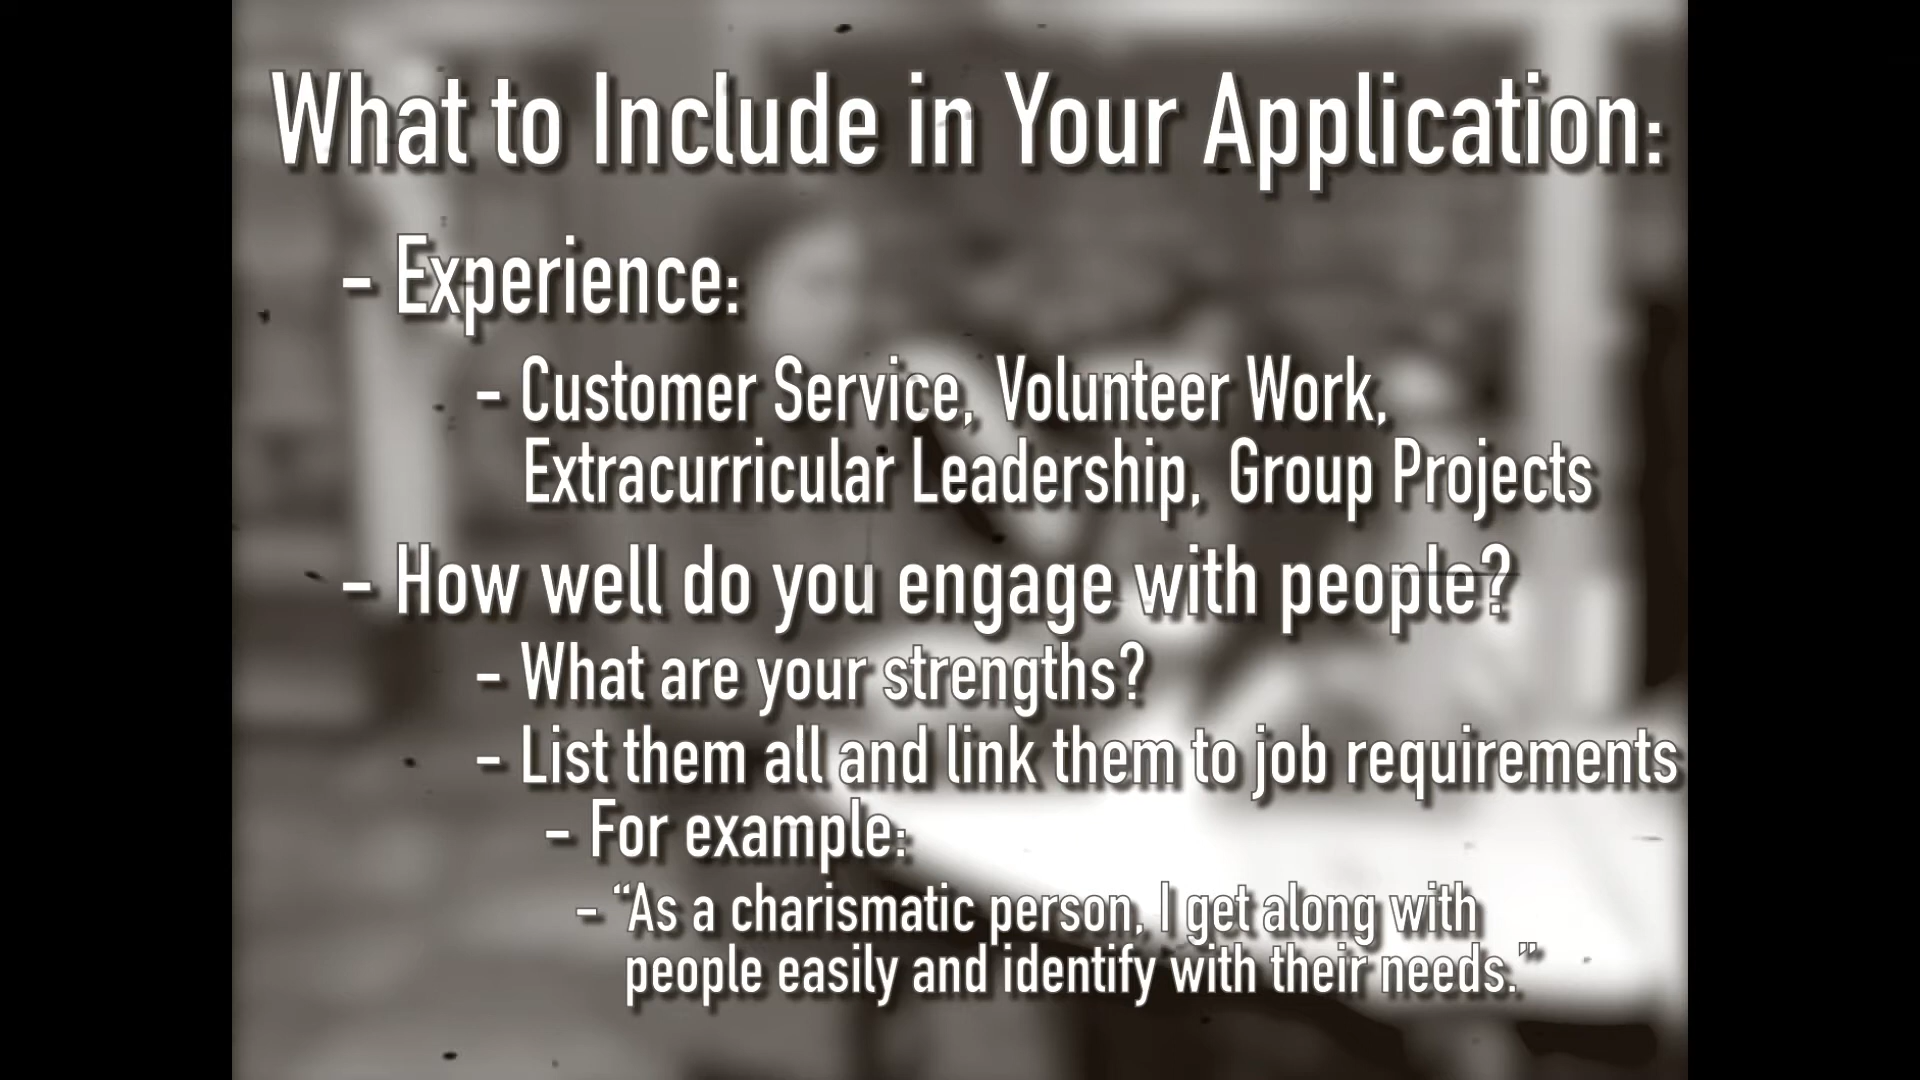 What to Include in Your Application:
- Experience:
- Customer Service, Volunteer Work,
Extracurricular Leadership, Group Projects
- How well do you engage with people?
- What are your strengths?
- List them all and link them to job requirements
- For example:
- “As a charismatic person, I get along with
people easily and identify with their needs.”